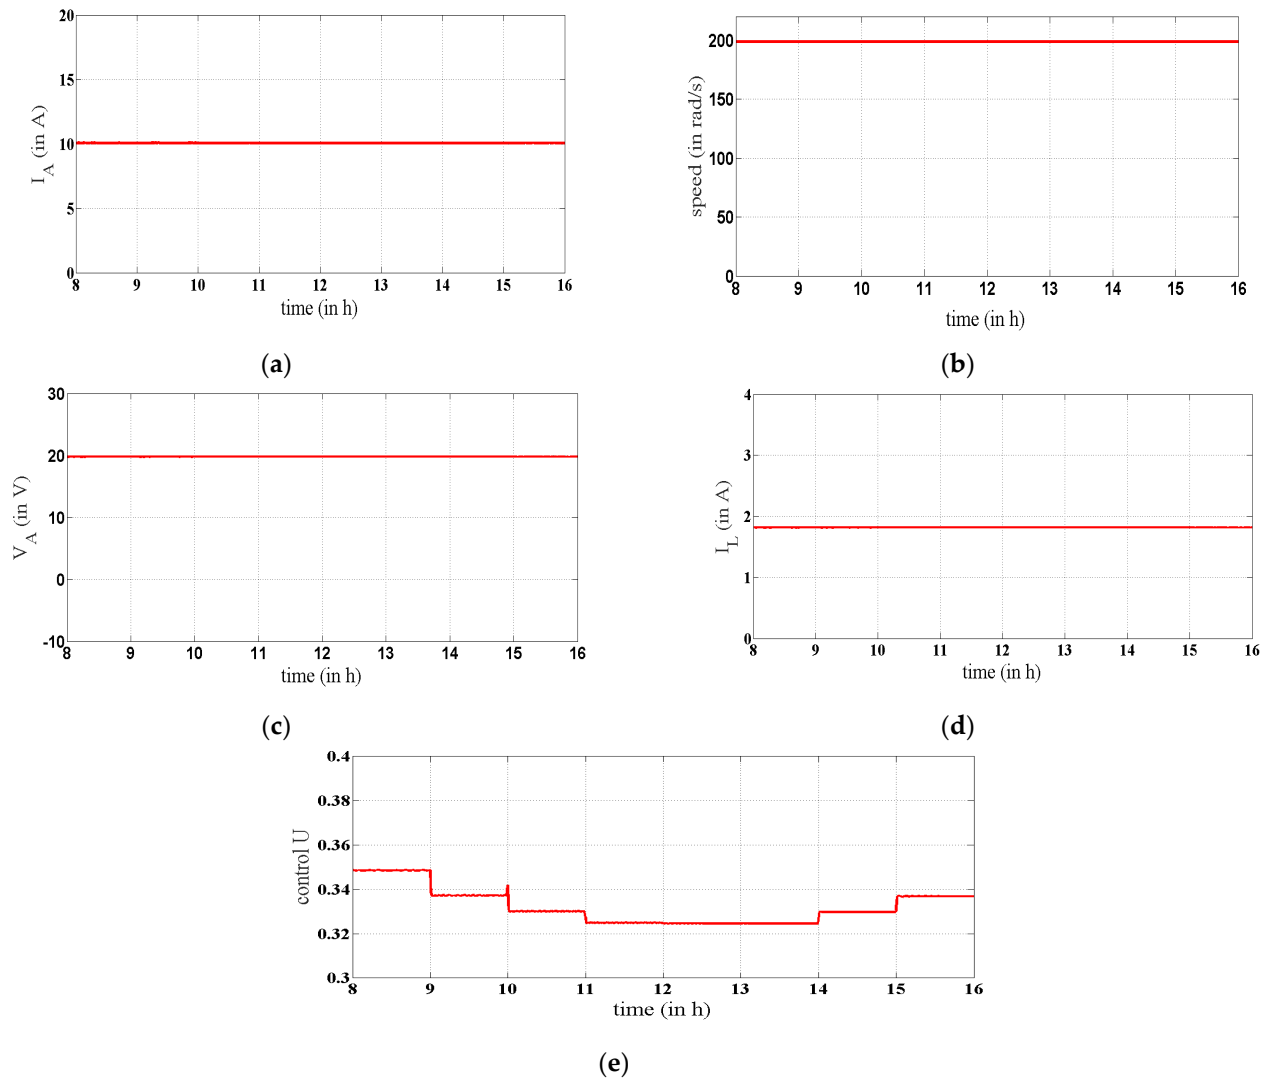 20
15
10
5
0
I_A (in A)
8 9 10 11 12 13 14 15 16
time (in h)
(a)
200
150
100
50
0
speed (in rad/s)
8 9 10 11 12 13 14 15 16
time (in h)
(b)
30
20
10
0
-10
V_A (in V)
8 9 10 11 12 13 14 15 16
time (in h)
(c)
4
3
2
1
0
I_L (in A)
8 9 10 11 12 13 14 15 16
time (in h)
(d)
0.4
0.38
0.36
0.34
0.32
0.3
control U
8 9 10 11 12 13 14 15 16
time (in h)
(e)